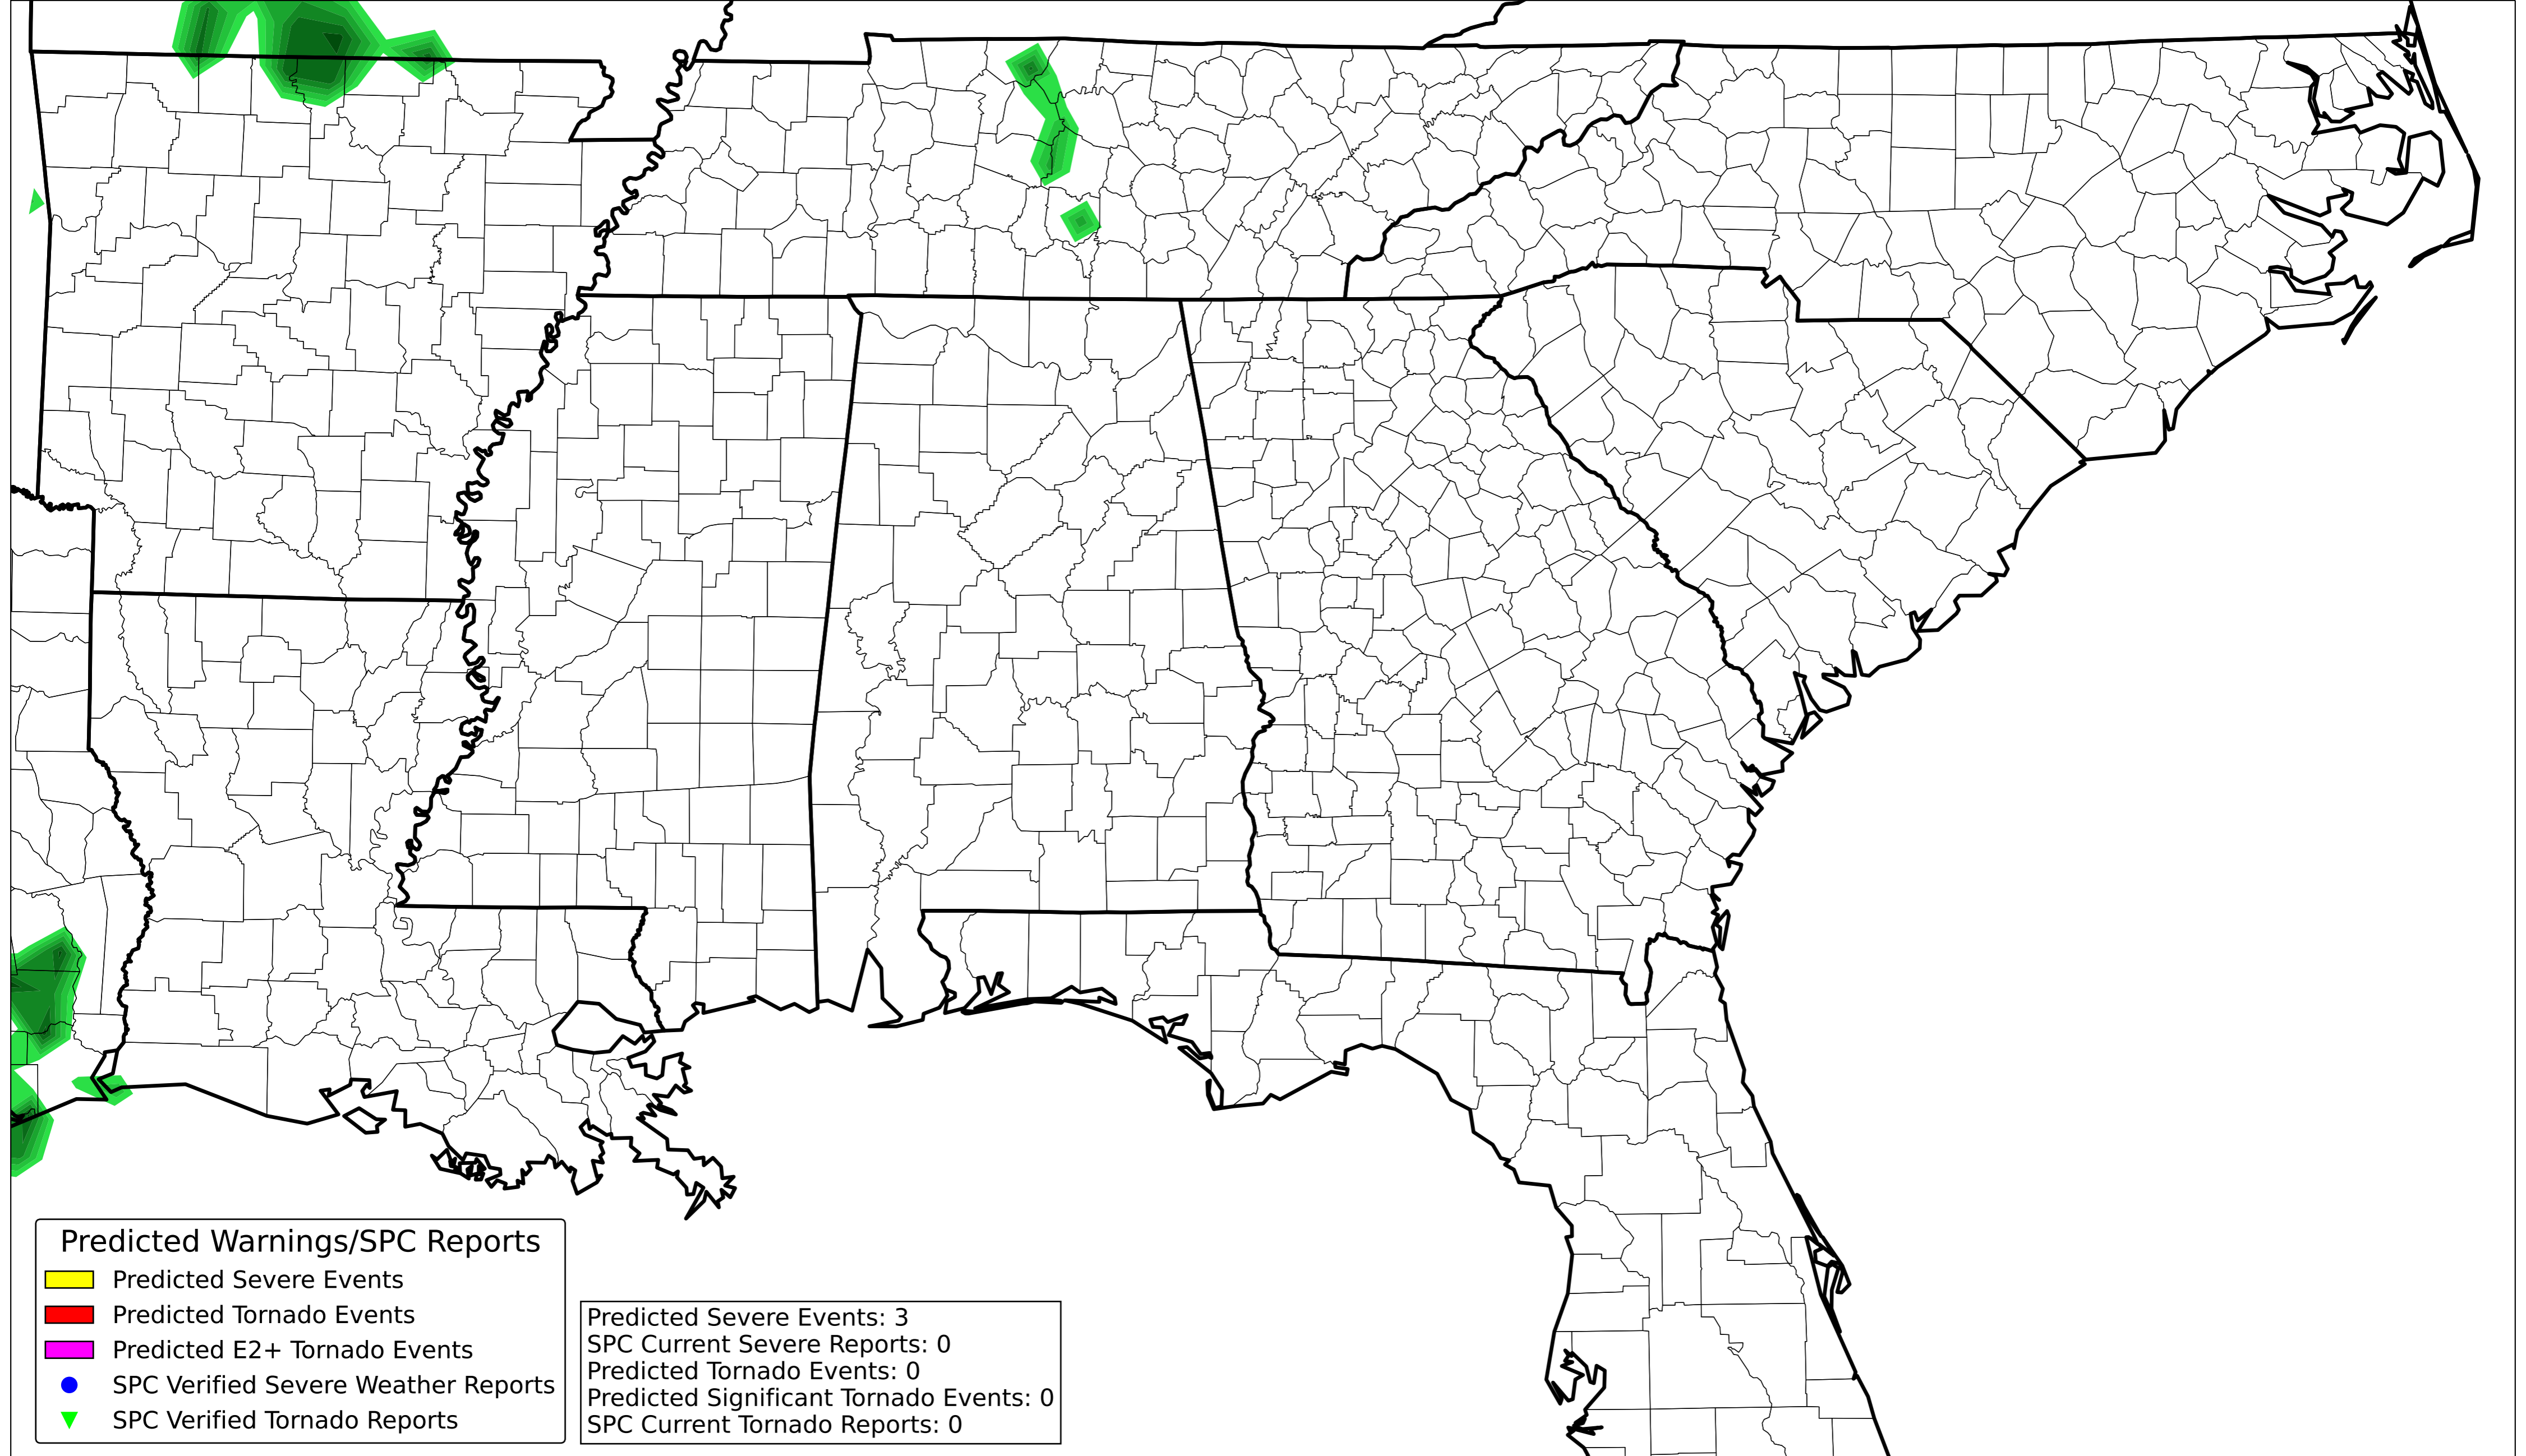 Predicted Warnings/SPC Reports
Predicted Severe Events
Predicted Tornado Events
Predicted E2+ Tornado Events
SPC Verified Severe Weather Reports
SPC Verified Tornado Reports
Predicted Severe Events: 3
SPC Current Severe Reports: 0
Predicted Tornado Events: 0
Predicted Significant Tornado Events: 0
SPC Current Tornado Reports: 0